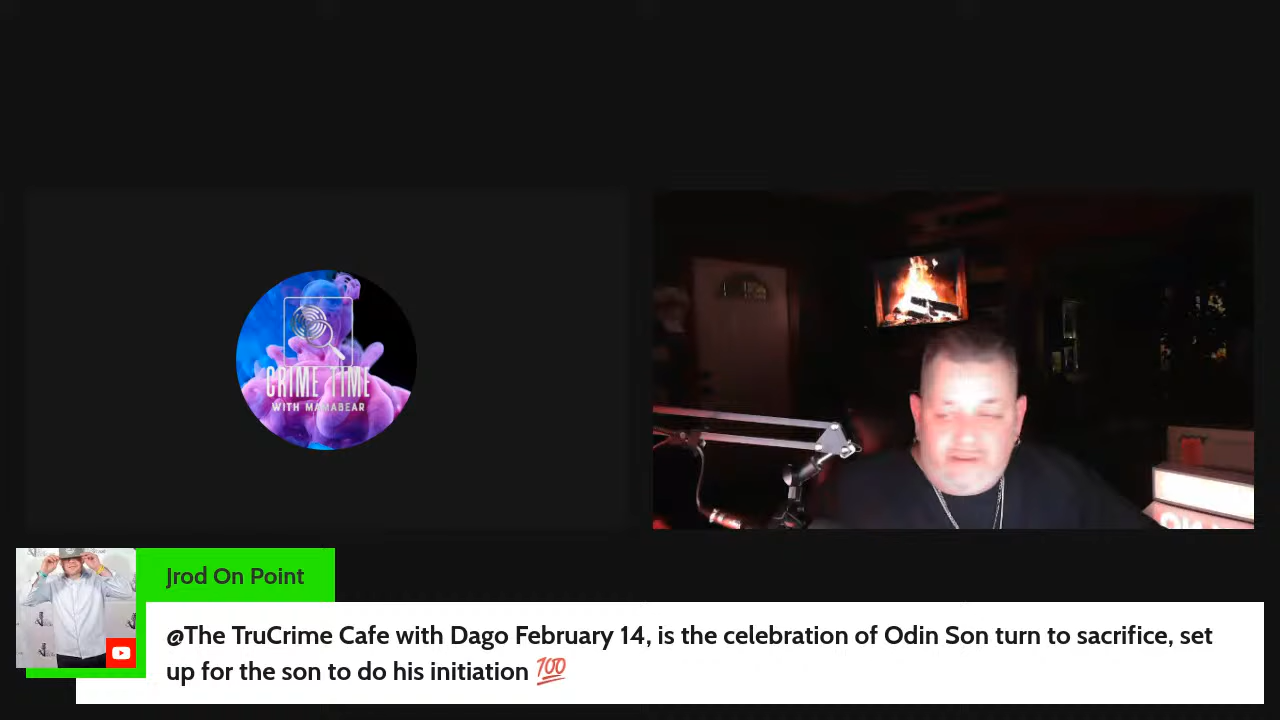 CRIME TIME
WITH MAMABEAR
Jrod On Point
@The TruCrime Cafe with Dago February 14, is the celebration of Odin Son turn to sacrifice, set
up for the son to do his initiation 💯